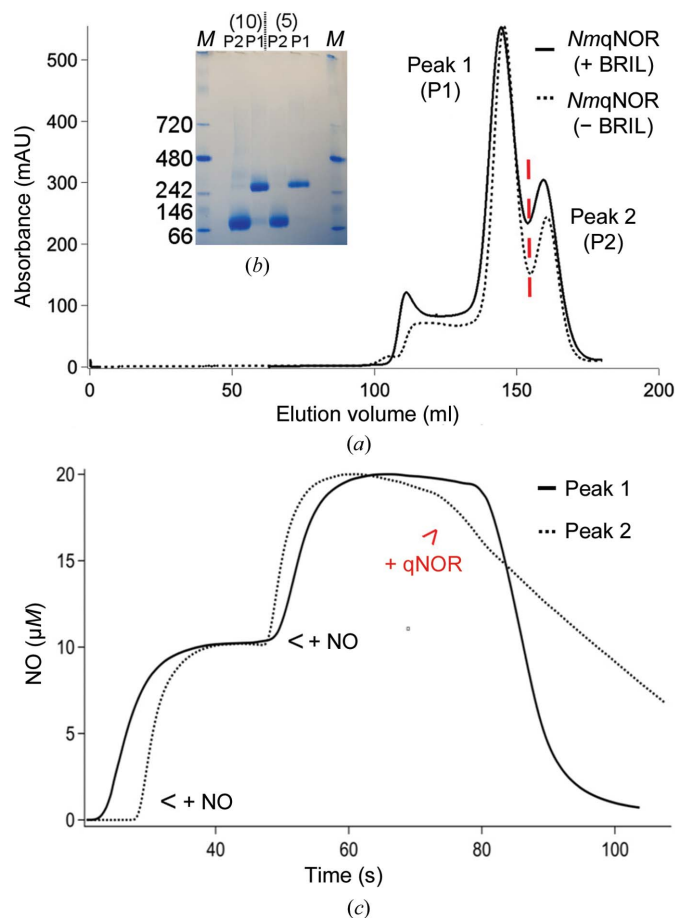 (10) (5)
M P2 P1 P2 P1 M
720
480
242
146
66
(b)
Peak 1
(P1)
NmqNOR
(+ BRIL)
NmqNOR
(− BRIL)
Peak 2
(P2)
Absorbance (mAU)
500
400
300
200
100
0
0 50 100 150 200
Elution volume (ml)
(a)
NO (µM)
20
15
10
5
0
Peak 1
Peak 2
+ qNOR
< + NO
< + NO
40 60 80 100
Time (s)
(c)